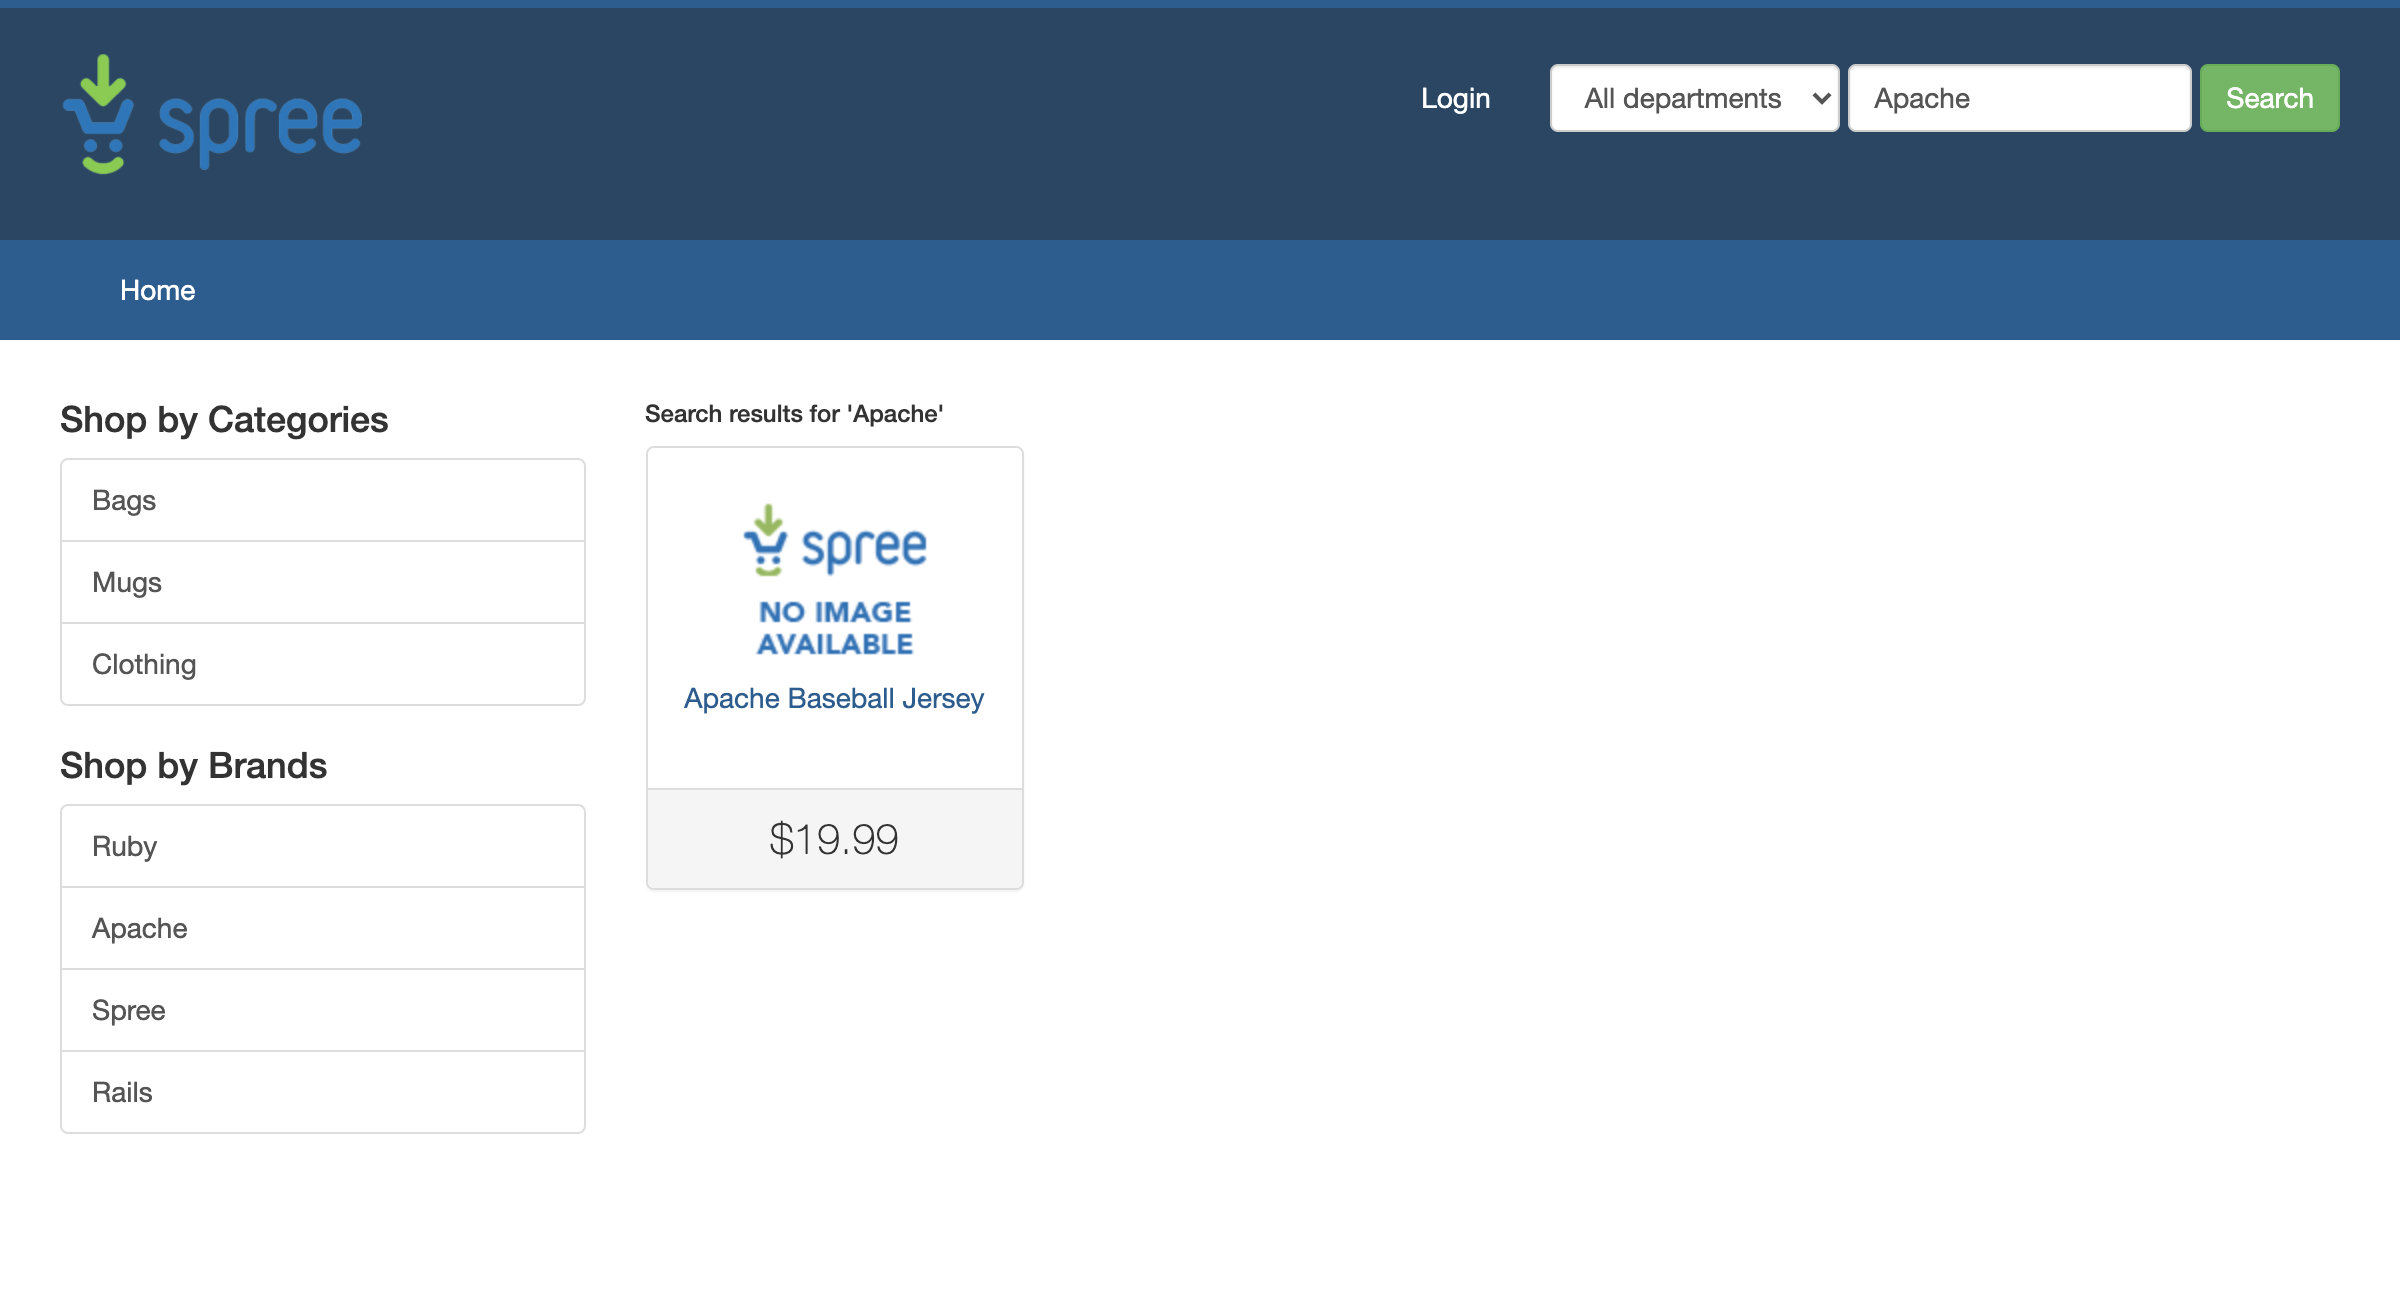 spree
Login
All departments
Apache
Search
Home
Shop by Categories
Bags
Mugs
Clothing
Shop by Brands
Ruby
Apache
Spree
Rails
Search results for 'Apache'
spree
NO IMAGE
AVAILABLE
Apache Baseball Jersey
$19.99